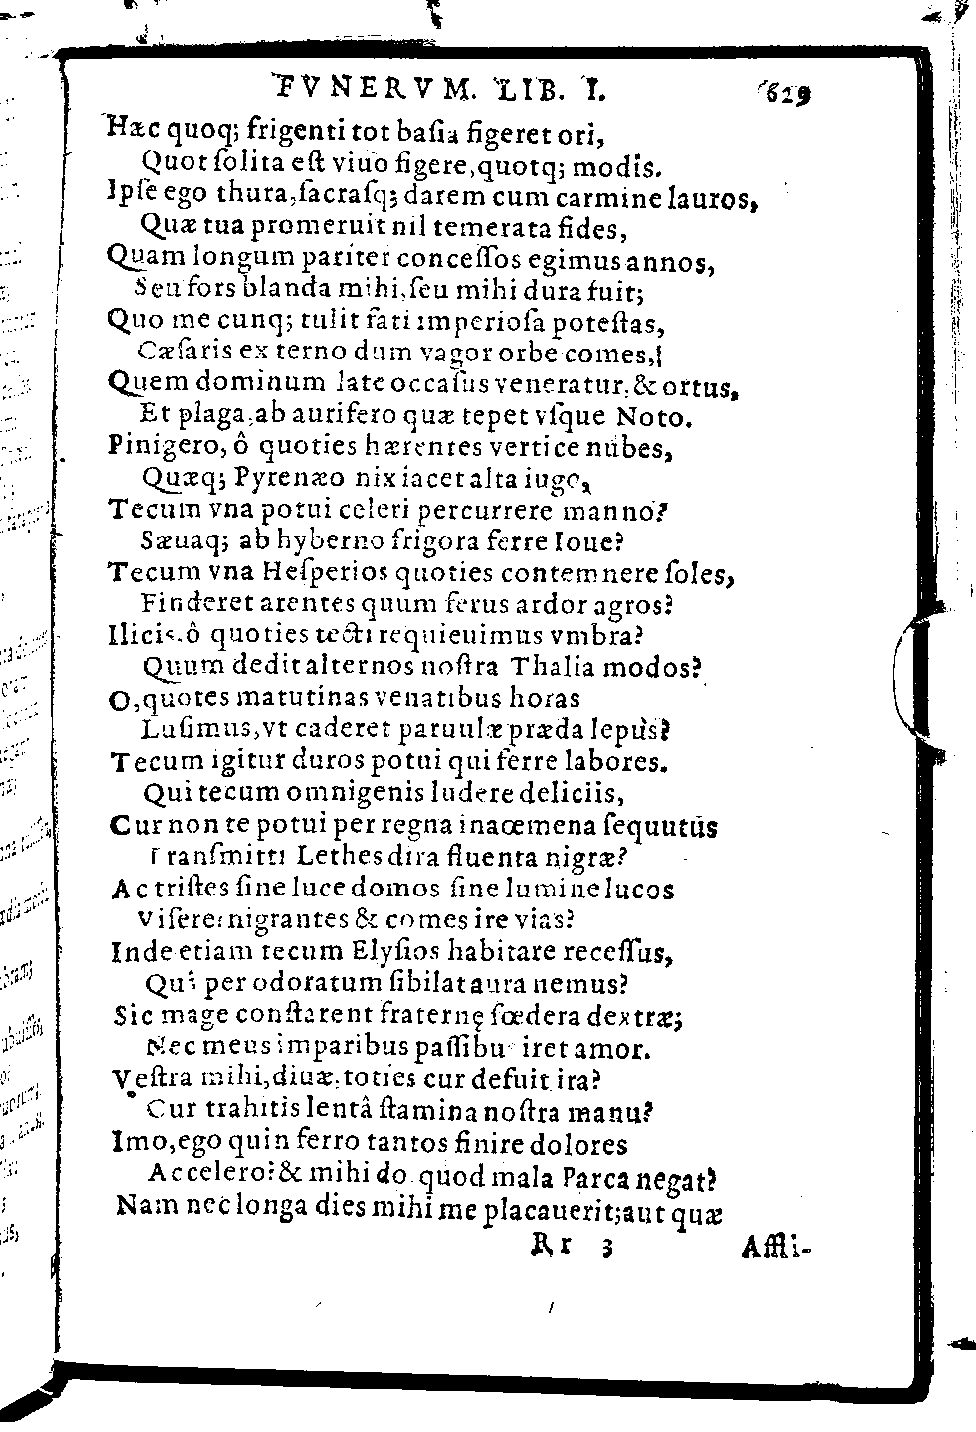 FVNERVM. LIB. I. 629
Hæc quoq; frigenti tot baſia figeret ori,
Quot ſolita eſt viuo figere, quotq; modis.
Ipſe ego thura, ſacraſq; darem cum carmine lauros,
Quæ tua promeruit nil temerata fides,
Quam longum pariter conceſſos egimus annos,
Seu fors blanda mihi, ſeu mihi dura fuit;
Quo me cunq; tulit fati imperioſa poteſtas,
Cæſaris externo dum vagor orbe comes,
Quem dominum late occaſus veneratur, & ortus,
Et plaga, ab aurifero quæ tepet vſque Noto.
Pinigero, ô quoties hærentes vertice nubes,
Quæq; Pyrenæo nix iacet alta iugo,
Tecum vna potui celeri percurrere manno?
Sæuaq; ab hyberno frigora ferre Ioue?
Tecum vna Heſperios quoties contemnere ſoles,
Finderet arentes quum ferus ardor agros?
Ilicis, ô quoties tecti requieuimus vmbra?
Quum dedit alternos noſtra Thalia modos?
O, quotes matutinas venatibus horas
Luſimus, vt caderet paruulæ præda lepus?
Tecum igitur duros potui qui ferre labores.
Qui tecum omnigenis ludere deliciis,
Cur non te potui per regna inaœmena ſequutus
Tranſmitti Lethes dira fluenta nigræ?
Ac triſtes ſine luce domos ſine lumine lucos
Viſere, nigrantes & comes ire vias?
Inde etiam tecum Elyſios habitare receſſus,
Quì per odoratum ſibilat aura nemus?
Sic mage conſtarent fraternę fœdera dextræ;
Nec meus imparibus paſſibus iret amor.
Veſtra mihi, diuæ, toties cur defuit ira?
Cur trahitis lentâ ſtamina noſtra manu?
Imo, ego quin ferro tantos finire dolores
Accelero? & mihi do quod mala Parca negat?
Nam nec longa dies mihi me placauerit; aut quæ
Rr 3 Affli-